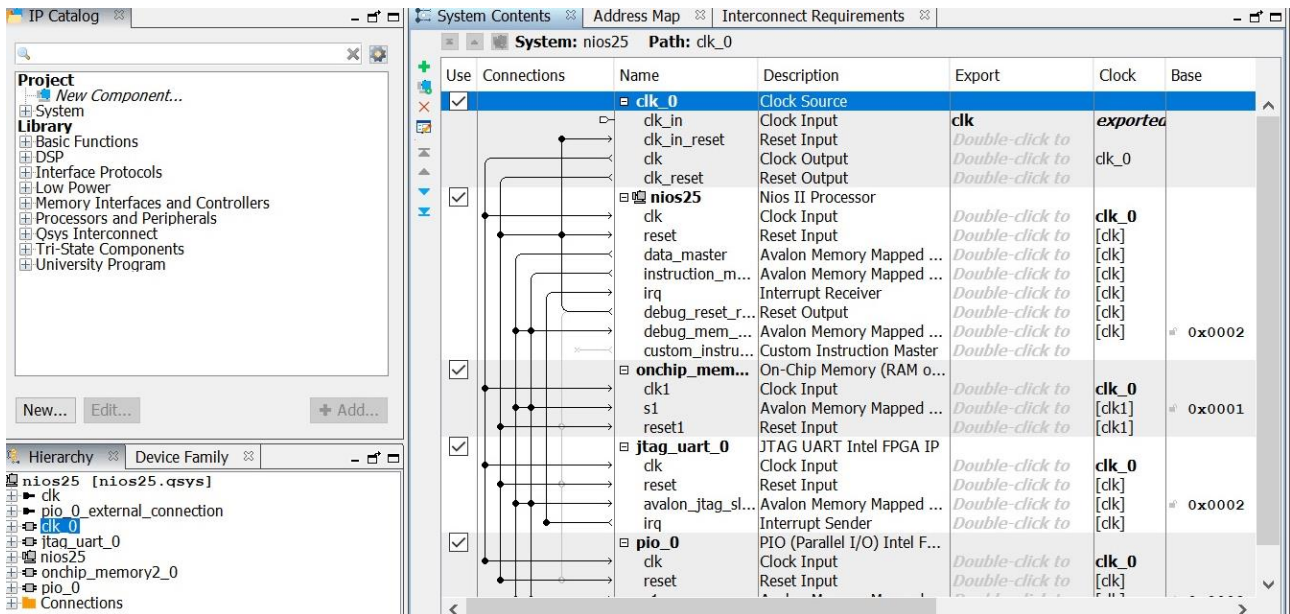 IP Catalog
Project
New Component...
System
Library
Basic Functions
DSP
Interface Protocols
Low Power
Memory Interfaces and Controllers
Processors and Peripherals
Qsys Interconnect
Tri-State Components
University Program
New... Edit... Add...
Hierarchy Device Family
nios25 [nios25.qsys]
clk
pio_0_external_connection
clk_0
jtag_uart_0
nios25
onchip_memory2_0
pio_0
Connections
System Contents Address Map Interconnect Requirements
System: nios25 Path: clk_0
Use Connections Name Description Export Clock Base
clk_0 Clock Source
clk_in Clock Input clk exported
clk_in_reset Reset Input Double-click to
clk Clock Output Double-click to clk_0
clk_reset Reset Output Double-click to
nios25 Nios II Processor
clk Clock Input Double-click to clk_0
reset Reset Input Double-click to [clk]
data_master Avalon Memory Mapped ... Double-click to [clk]
instruction_m... Avalon Memory Mapped ... Double-click to [clk]
irq Interrupt Receiver Double-click to [clk]
debug_reset_r... Reset Output Double-click to [clk]
debug_mem_... Avalon Memory Mapped ... Double-click to [clk] 0x0002
custom_instru... Custom Instruction Master Double-click to
onchip_mem... On-Chip Memory (RAM o...
clk1 Clock Input Double-click to clk_0
s1 Avalon Memory Mapped ... Double-click to [clk1] 0x0001
reset1 Reset Input Double-click to [clk1]
jtag_uart_0 JTAG UART Intel FPGA IP
clk Clock Input Double-click to clk_0
reset Reset Input Double-click to [clk]
avalon_jtag_sl... Avalon Memory Mapped ... Double-click to [clk] 0x0002
irq Interrupt Sender Double-click to [clk]
pio_0 PIO (Parallel I/O) Intel F...
clk Clock Input Double-click to clk_0
reset Reset Input Double-click to [clk]